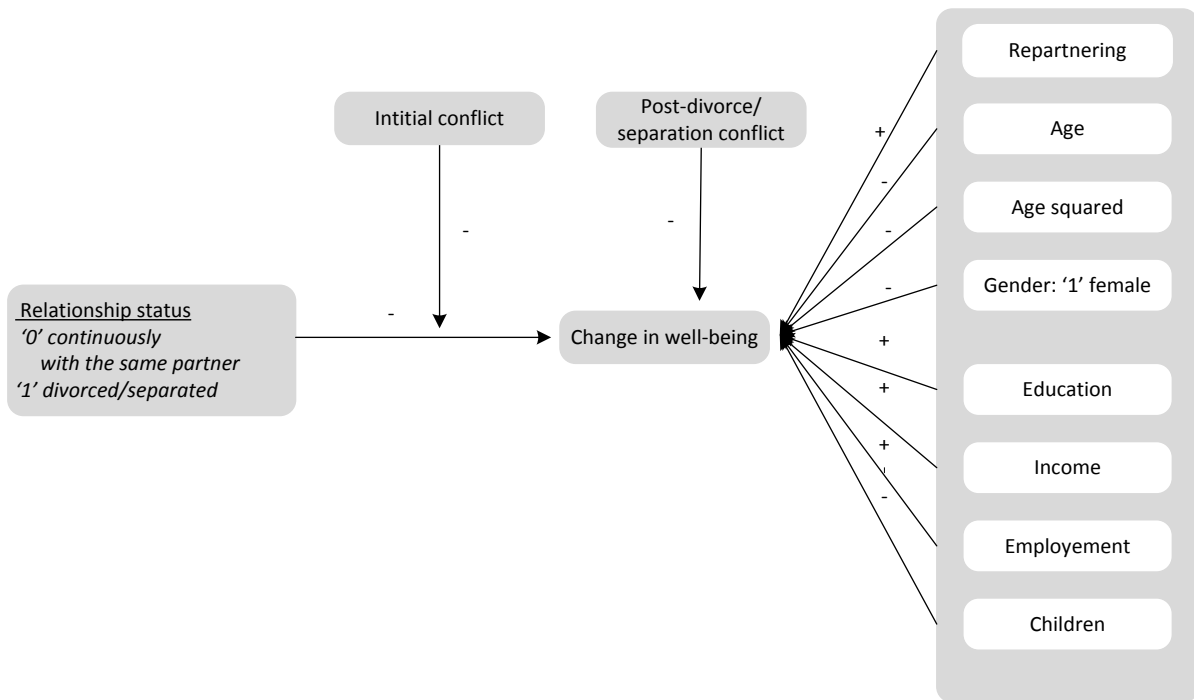 Repartnering
Post-divorce/
separation conflict
Intitial conflict
+
Age
-
Age squared
-
-
-
Gender: ‘1’ female
-
Relationship status
‘0’ continuously
with the same partner
‘1’ divorced/separated
-
Change in well-being
+
Education
+
+
Income
-
Employement
Children